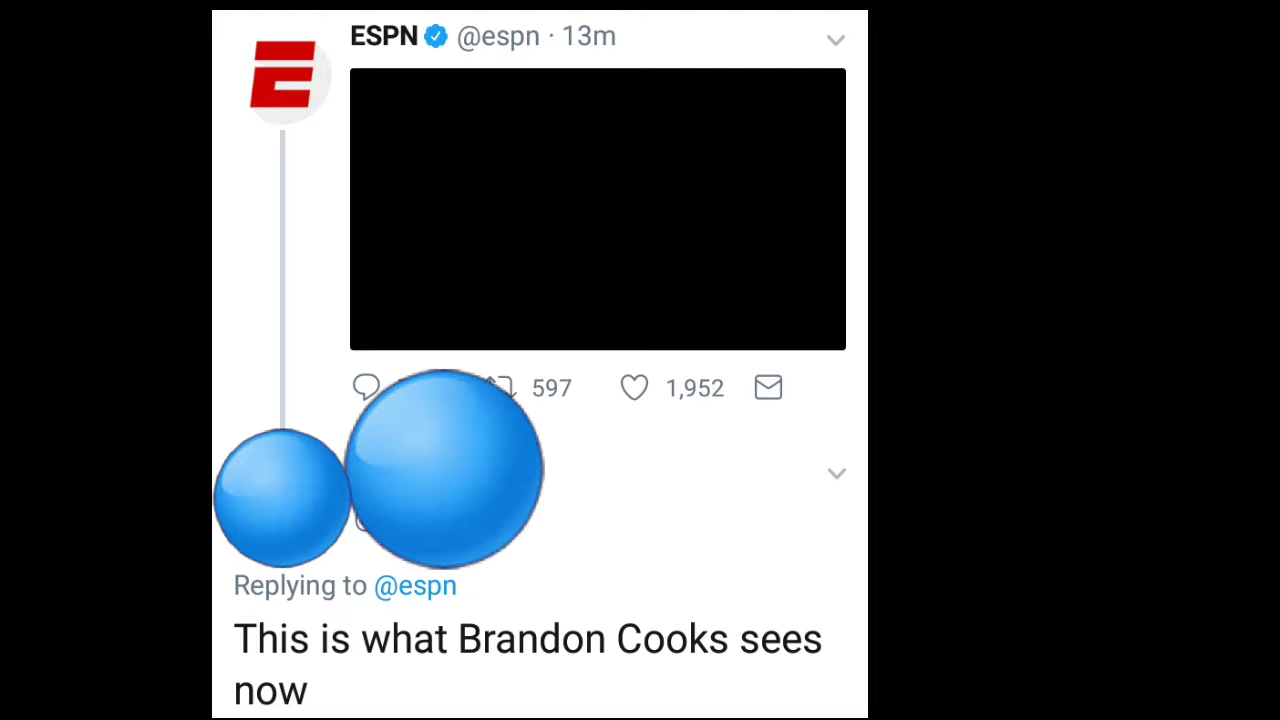 ESPN @espn · 13m
597 1,952
Replying to @espn
This is what Brandon Cooks sees
now